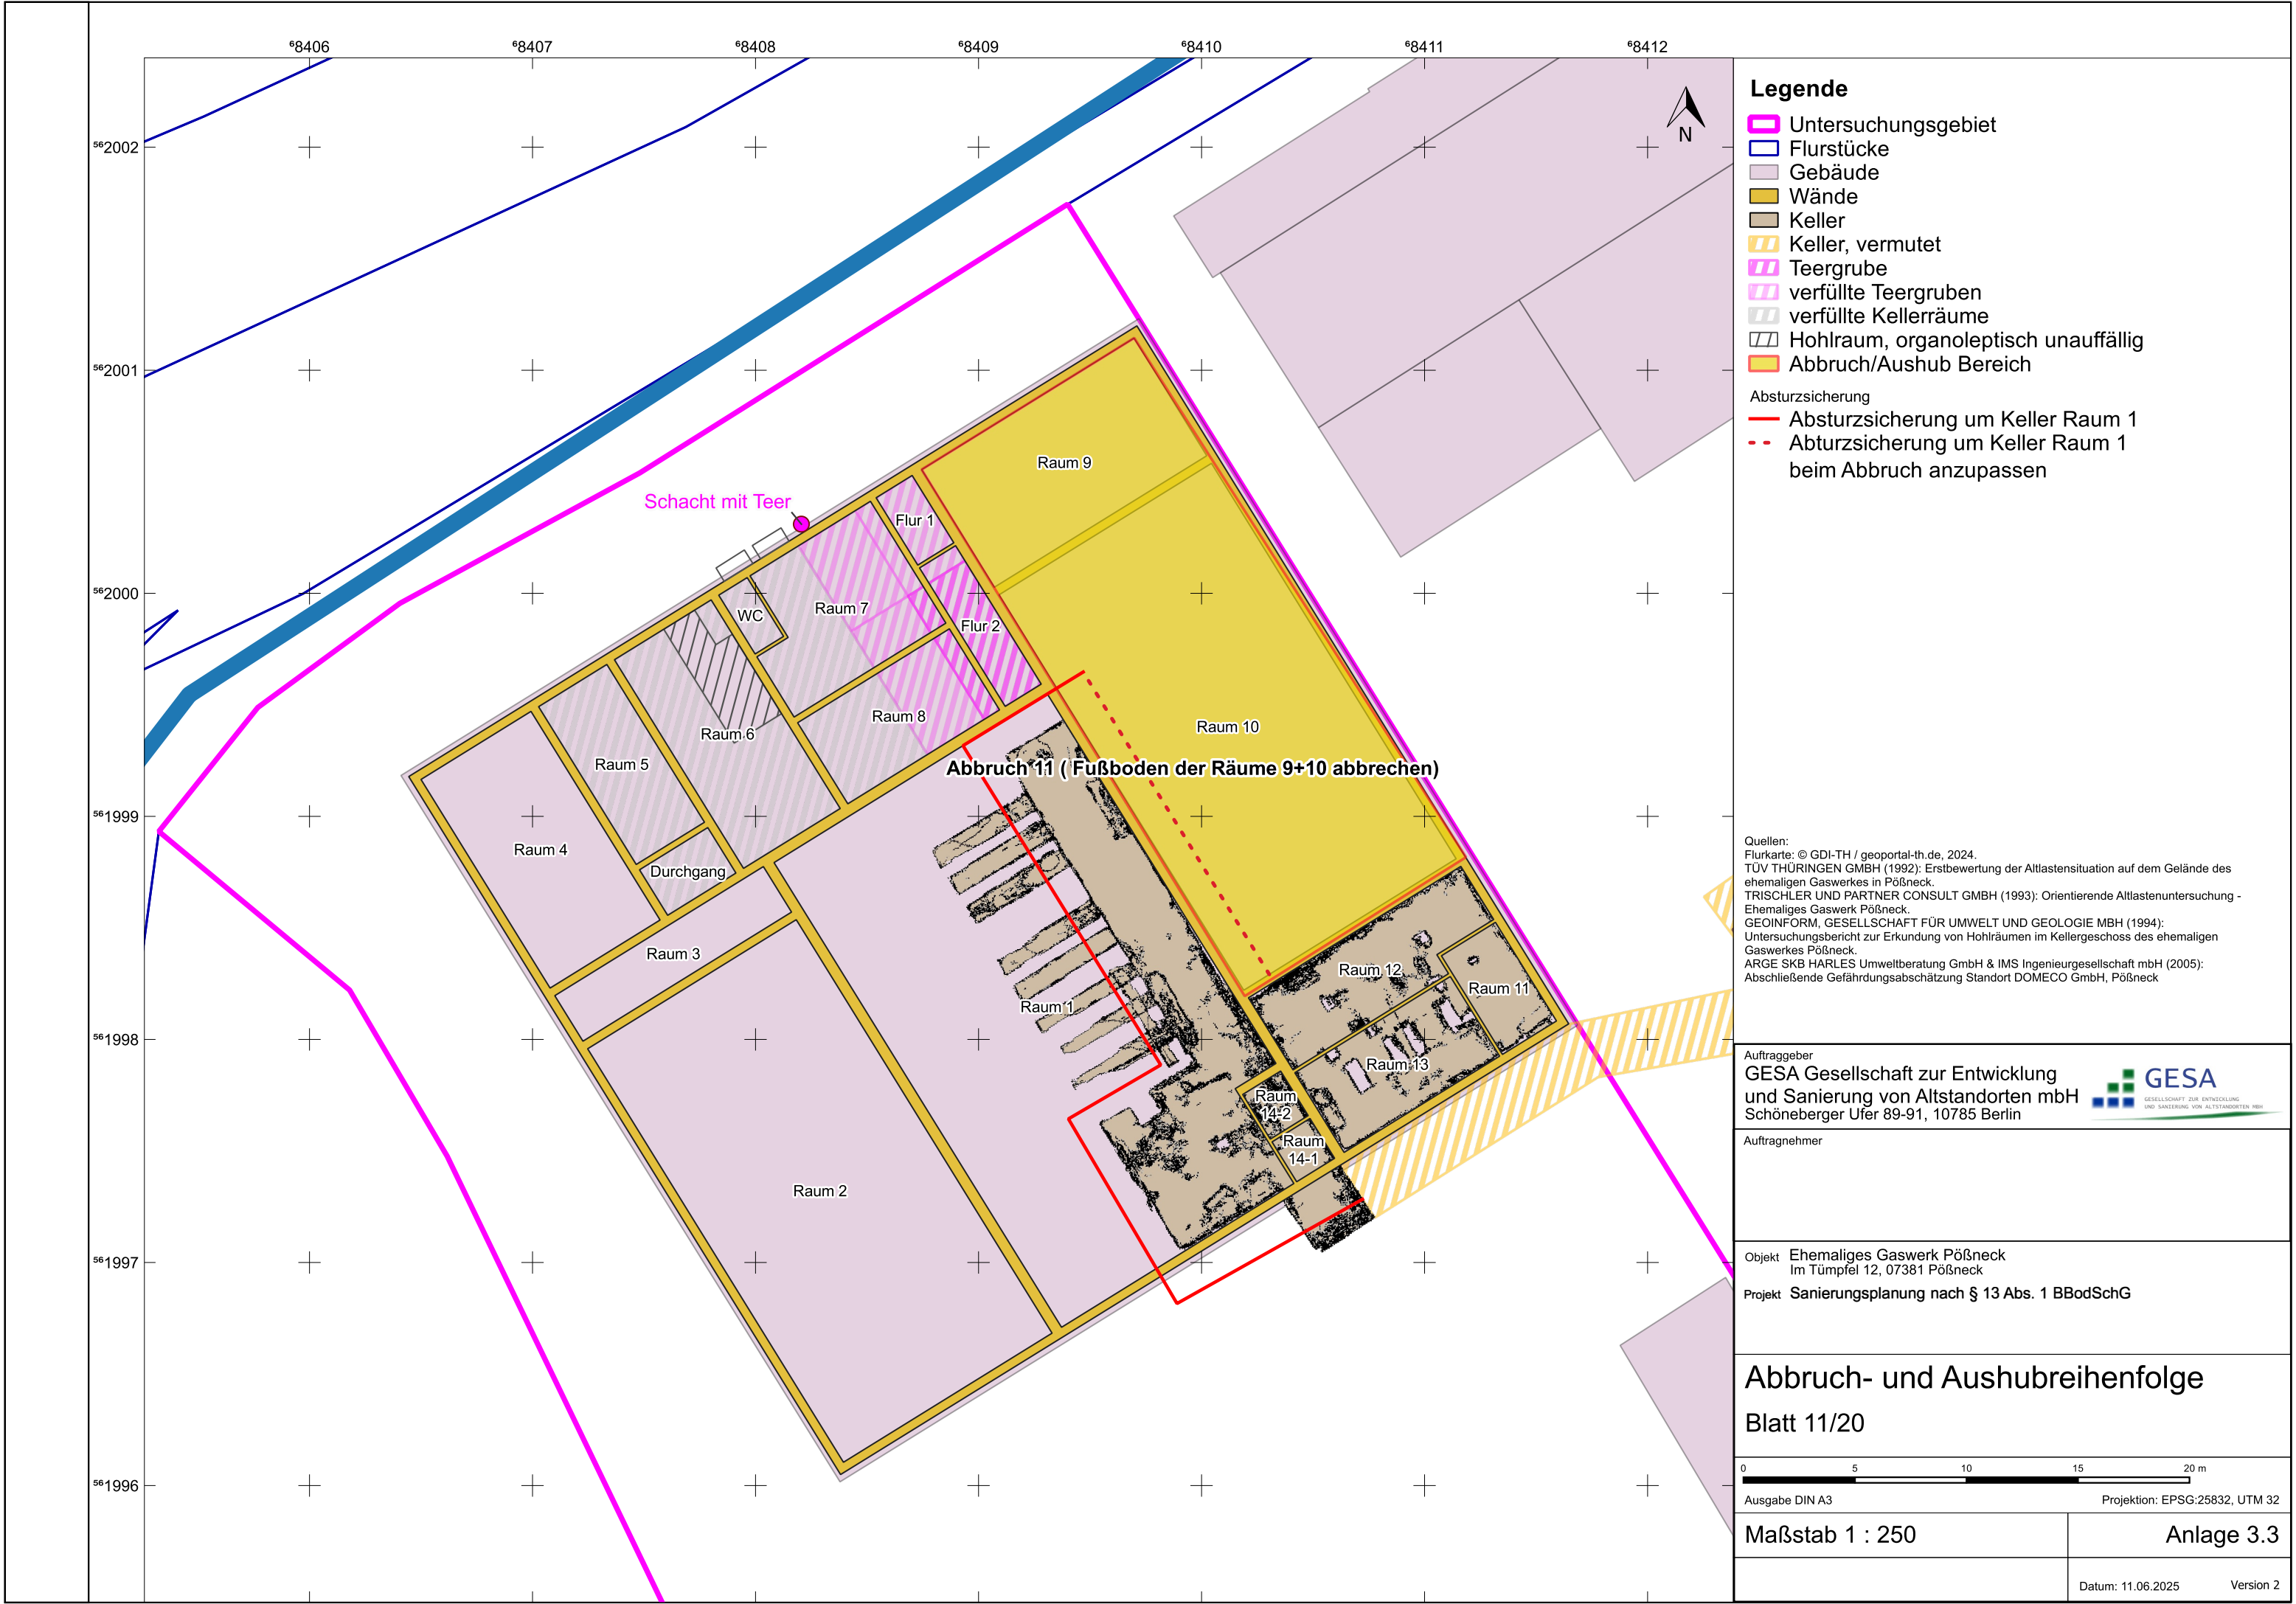 ⁶8406 ⁶8407 ⁶8408 ⁶8409 ⁶8410 ⁶8411 ⁶8412
⁵⁶2002
⁵⁶2001
⁵⁶2000
⁵⁶1999
⁵⁶1998
⁵⁶1997
⁵⁶1996
N
Raum 9
Schacht mit Teer
Flur 1
WC
Raum 7
Flur 2
Raum 8
Raum 6
Raum 10
Raum 5
Abbruch 11 ( Fußboden der Räume 9+10 abbrechen)
Raum 4
Durchgang
Raum 3
Raum 12
Raum 11
Raum 1
Raum 13
Raum
14-2
Raum
14-1
Raum 2
Legende
Untersuchungsgebiet
Flurstücke
Gebäude
Wände
Keller
Keller, vermutet
Teergrube
verfüllte Teergruben
verfüllte Kellerräume
Hohlraum, organoleptisch unauffällig
Abbruch/Aushub Bereich
Absturzsicherung
Absturzsicherung um Keller Raum 1
Abturzsicherung um Keller Raum 1
beim Abbruch anzupassen
Quellen:
Flurkarte: © GDI-TH / geoportal-th.de, 2024.
TÜV THÜRINGEN GMBH (1992): Erstbewertung der Altlastensituation auf dem Gelände des
ehemaligen Gaswerkes in Pößneck.
TRISCHLER UND PARTNER CONSULT GMBH (1993): Orientierende Altlastenuntersuchung -
Ehemaliges Gaswerk Pößneck.
GEOINFORM, GESELLSCHAFT FÜR UMWELT UND GEOLOGIE MBH (1994):
Untersuchungsbericht zur Erkundung von Hohlräumen im Kellergeschoss des ehemaligen
Gaswerkes Pößneck.
ARGE SKB HARLES Umweltberatung GmbH & IMS Ingenieurgesellschaft mbH (2005):
Abschließende Gefährdungsabschätzung Standort DOMECO GmbH, Pößneck
Auftraggeber
GESA Gesellschaft zur Entwicklung
und Sanierung von Altstandorten mbH
Schöneberger Ufer 89-91, 10785 Berlin
GESA
GESELLSCHAFT ZUR ENTWICKLUNG
UND SANIERUNG VON ALTSTANDORTEN MBH
Auftragnehmer
Objekt Ehemaliges Gaswerk Pößneck
Im Tümpfel 12, 07381 Pößneck
Projekt Sanierungsplanung nach § 13 Abs. 1 BBodSchG
Abbruch- und Aushubreihenfolge
Blatt 11/20
0 5 10 15 20 m
Ausgabe DIN A3 Projektion: EPSG:25832, UTM 32
Maßstab 1 : 250 Anlage 3.3
Datum: 11.06.2025 Version 2